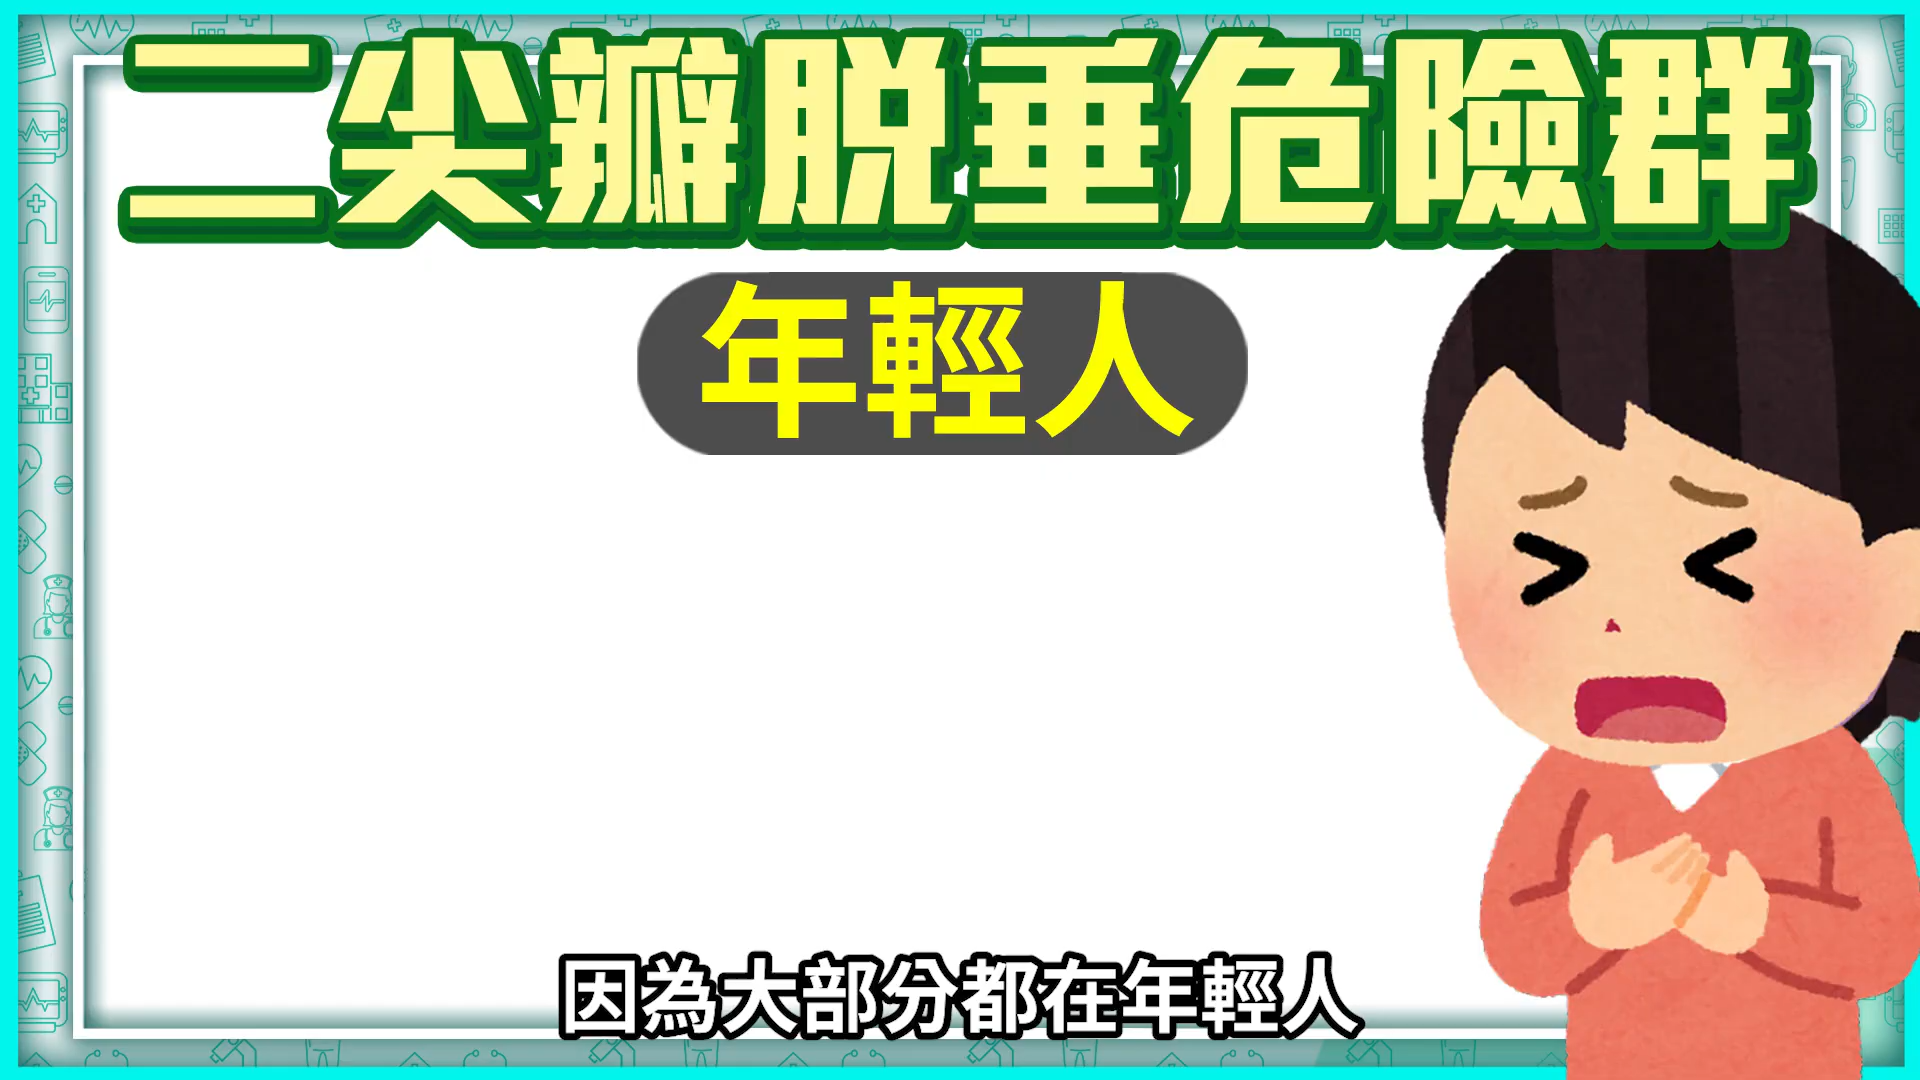 二尖瓣脱垂危險群
年輕人
因為大部分都在年輕人